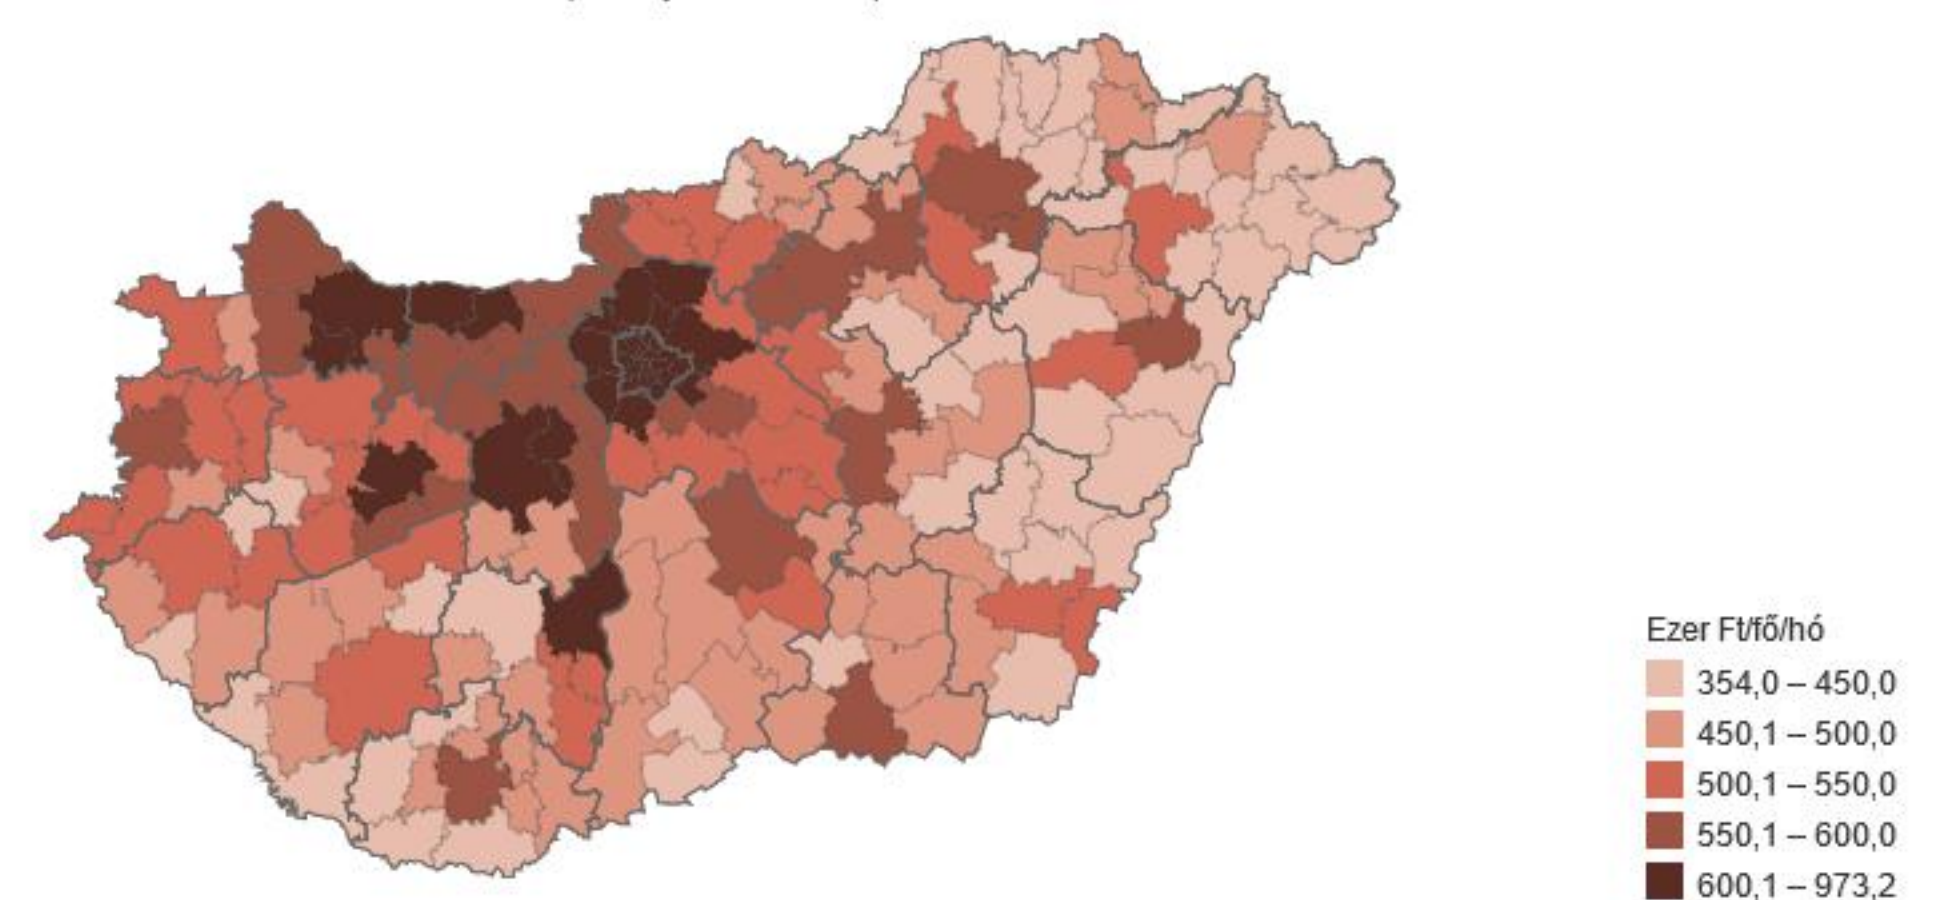 Ezer Ft/fő/hó
354,0 – 450,0
450,1 – 500,0
500,1 – 550,0
550,1 – 600,0
600,1 – 973,2